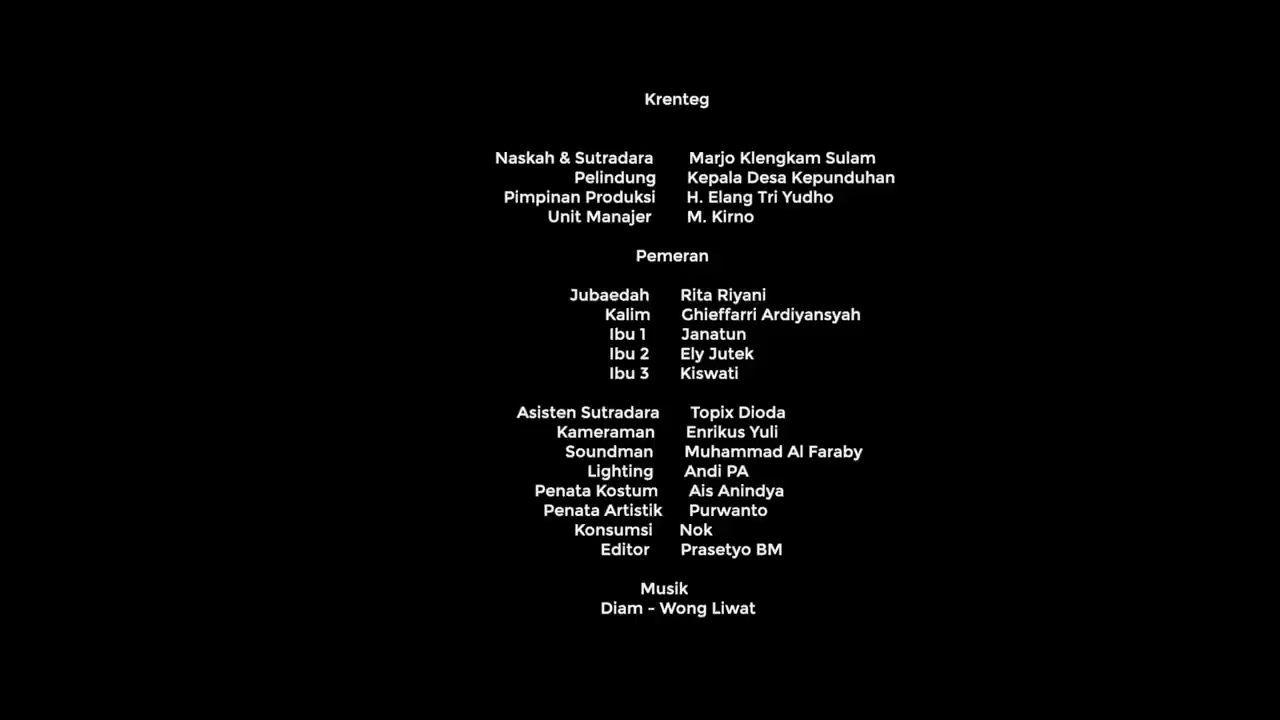 Krenteg
Naskah & Sutradara Marjo Klengkam Sulam
Pelindung Kepala Desa Kepunduhan
Pimpinan Produksi H. Elang Tri Yudho
Unit Manajer M. Kirno
Pemeran
Jubaedah Rita Riyani
Kalim Ghieffarri Ardiyansyah
Ibu 1 Janatun
Ibu 2 Ely Jutek
Ibu 3 Kiswati
Asisten Sutradara Topix Dioda
Kameraman Enrikus Yuli
Soundman Muhammad Al Faraby
Lighting Andi PA
Penata Kostum Ais Anindya
Penata Artistik Purwanto
Konsumsi Nok
Editor Prasetyo BM
Musik
Diam - Wong Liwat